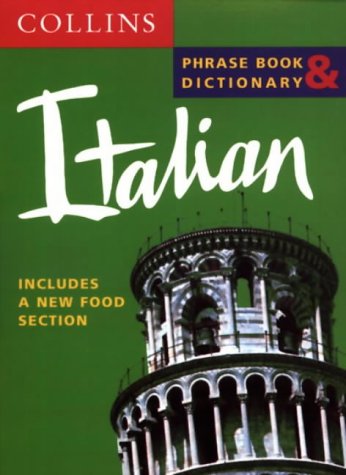 COLLINS
PHRASE BOOK &
DICTIONARY
Italian
INCLUDES
A NEW FOOD
SECTION